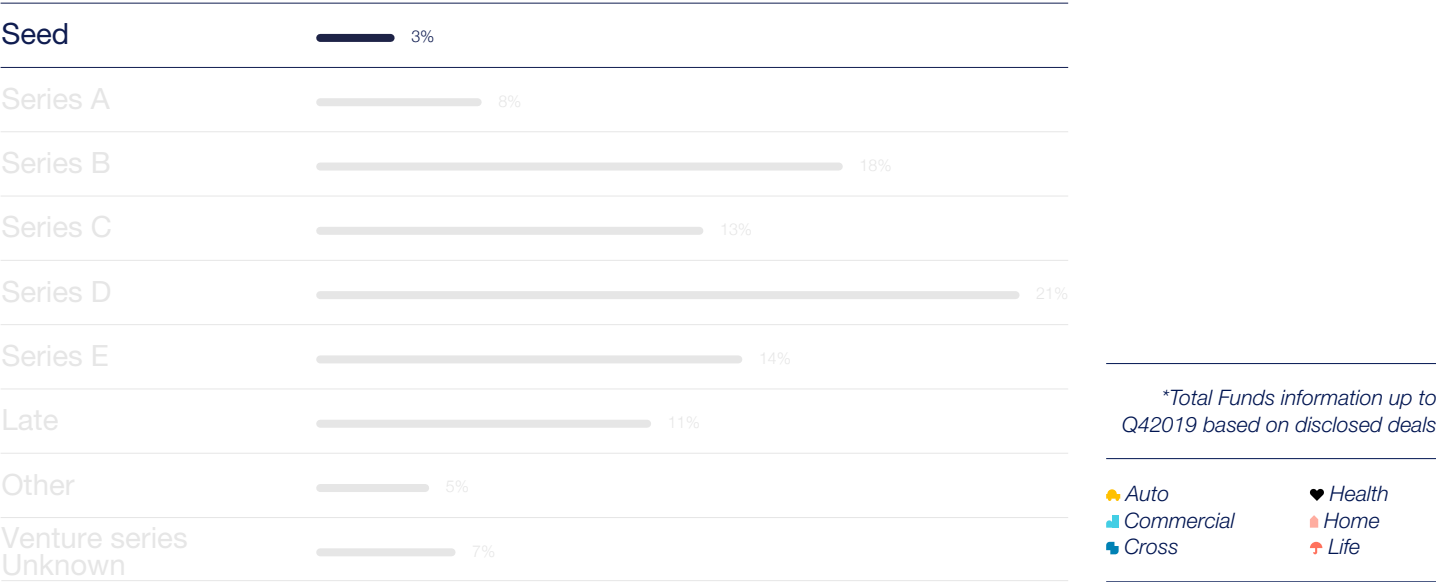 Seed 3%
Series A 8%
Series B 18%
Series C 13%
Series D 21%
Series E 14%
Late 11%
Other 5%
Venture series
Unknown 7%
*Total Funds information up to
Q42019 based on disclosed deals
Auto Health
Commercial Home
Cross Life